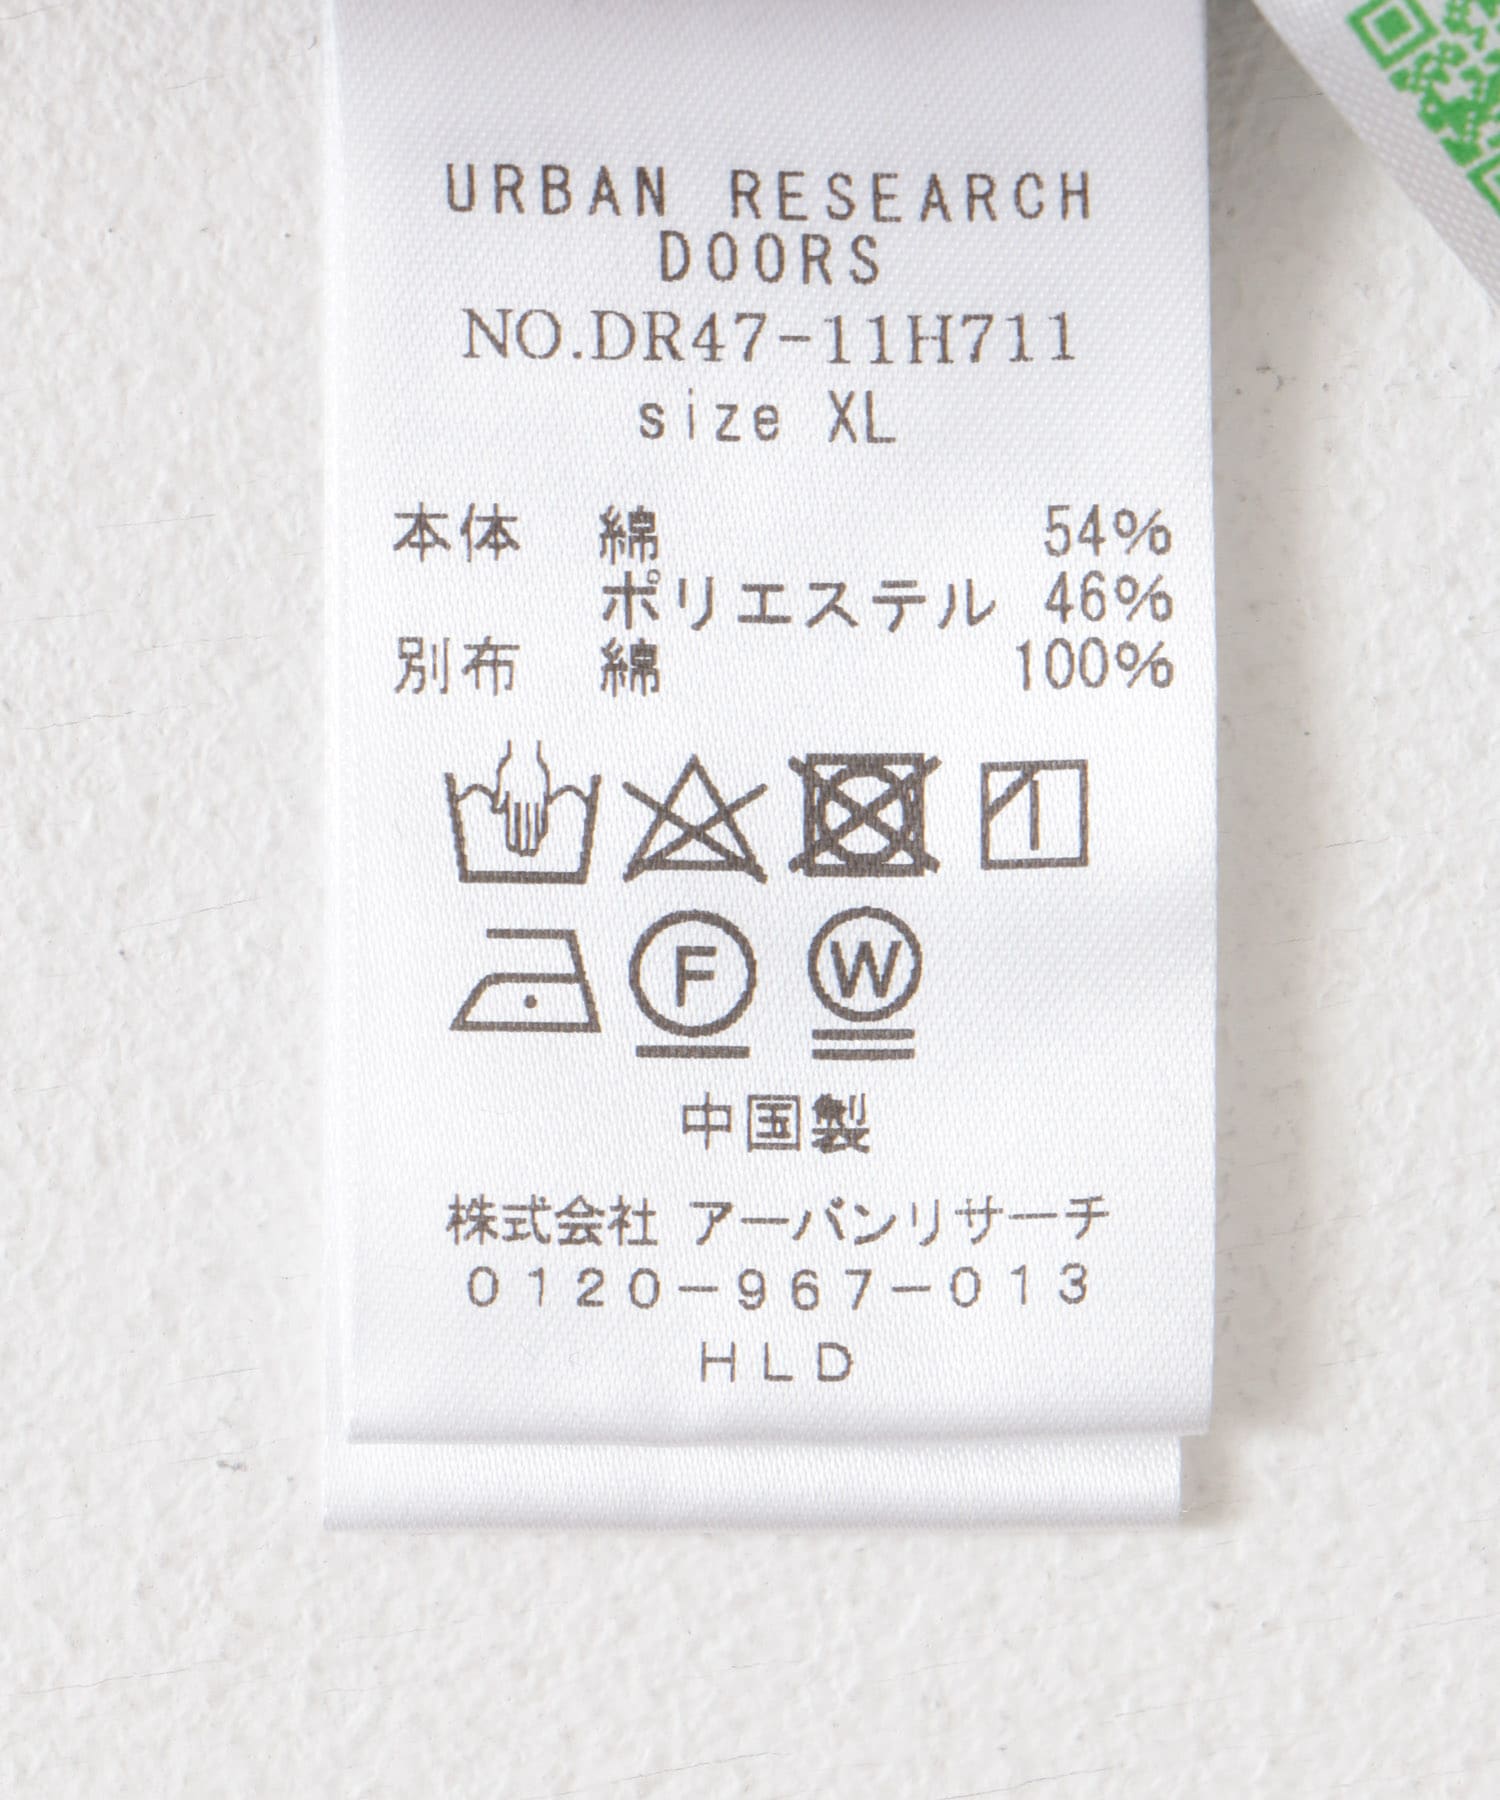 URBAN RESEARCH
DOORS
NO.DR47-11H711
size XL
本体 綿 54%
ポリエステル 46%
別布 綿 100%
F W
中国製
株式会社 アーバンリサーチ
0120-967-013
HLD